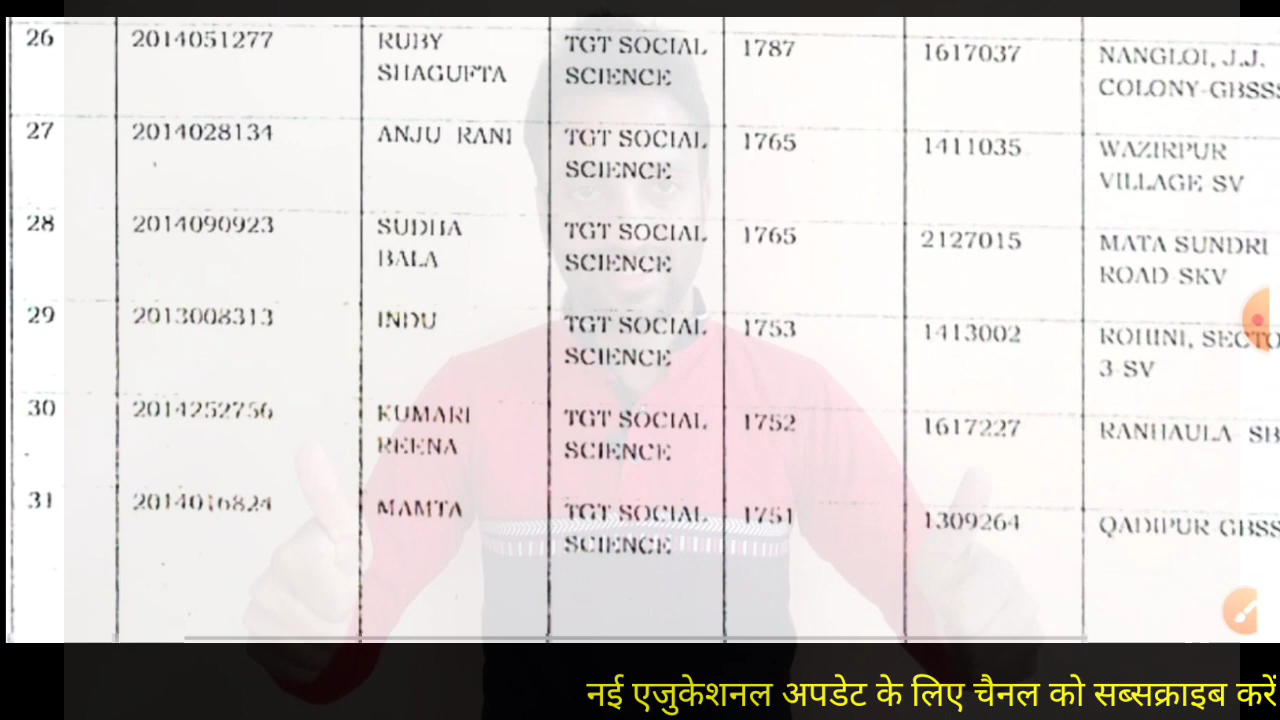 26 2014051277 RUBY TGT SOCIAL 1787 1617037 NANGLOI, J.J.
SHAGUFTA SCIENCE COLONY-GBSSS
27 2014028134 ANJU RANI TGT SOCIAL 1765 1411035 WAZIRPUR
SCIENCE VILLAGE SV
28 2014090923 SUDHA TGT SOCIAL 1765 2127015 MATA SUNDRI
BALA SCIENCE ROAD SKV
29 2013008313 INDU TGT SOCIAL 1753 1413002 ROHINI, SECTO
SCIENCE 3-SV
30 2014252756 KUMARI TGT SOCIAL 1752 1617227 RANHAULA SB
REENA SCIENCE
31 2014016824 MAMTA TGT SOCIAL 1751 1309264 QADIPUR GBSS
SCIENCE
नई एजुकेशनल अपडेट के लिए चैनल को सब्सक्राइब करें